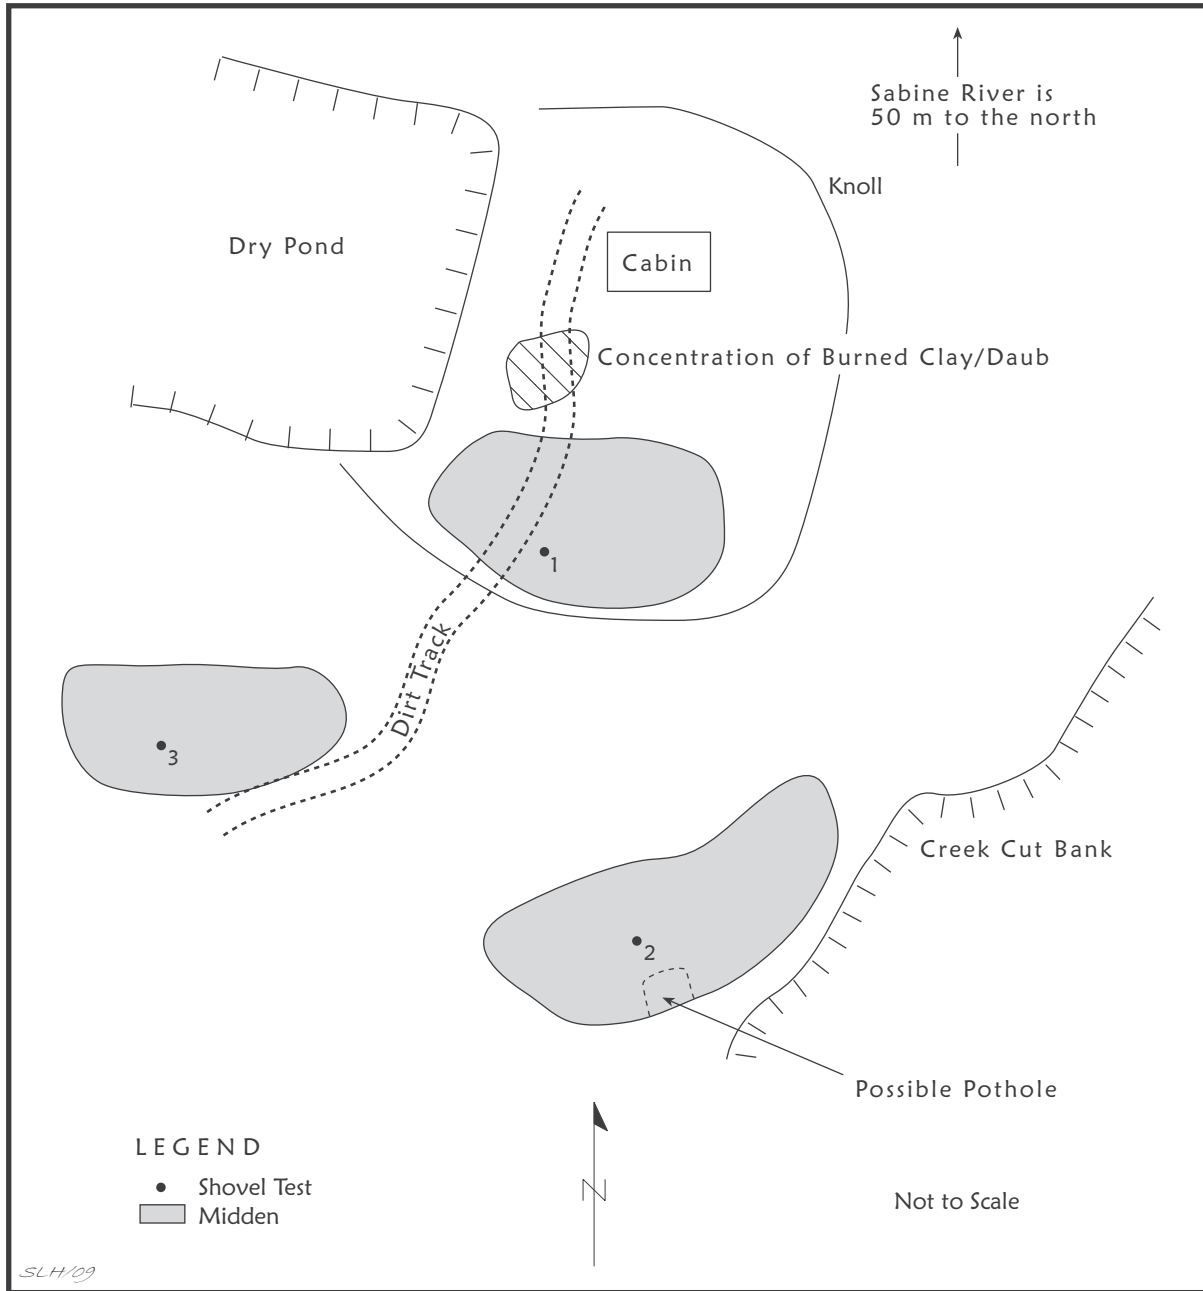 Sabine River is
50 m to the north
Knoll
Dry Pond
Cabin
Concentration of Burned Clay/Daub
1
Dirt Track
3
Creek Cut Bank
2
Possible Pothole
LEGEND
Shovel Test
Midden
N
Not to Scale
SLH/09